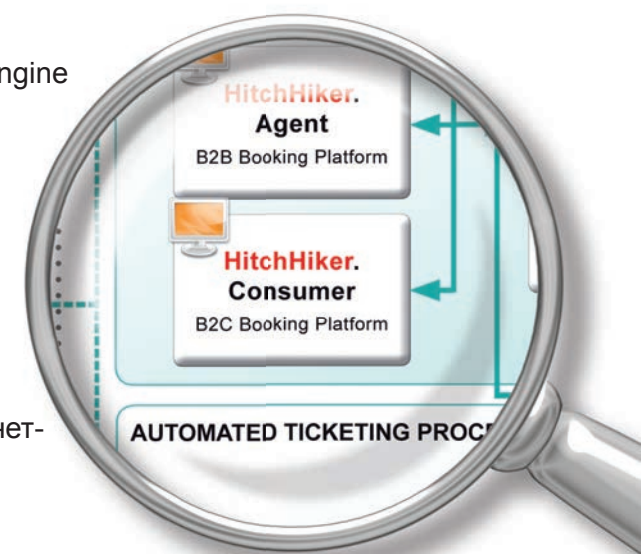 ngine
HitchHiker.
Agent
B2B Booking Platform
HitchHiker.
Consumer
B2C Booking Platform
нет-
AUTOMATED TICKETING PROC